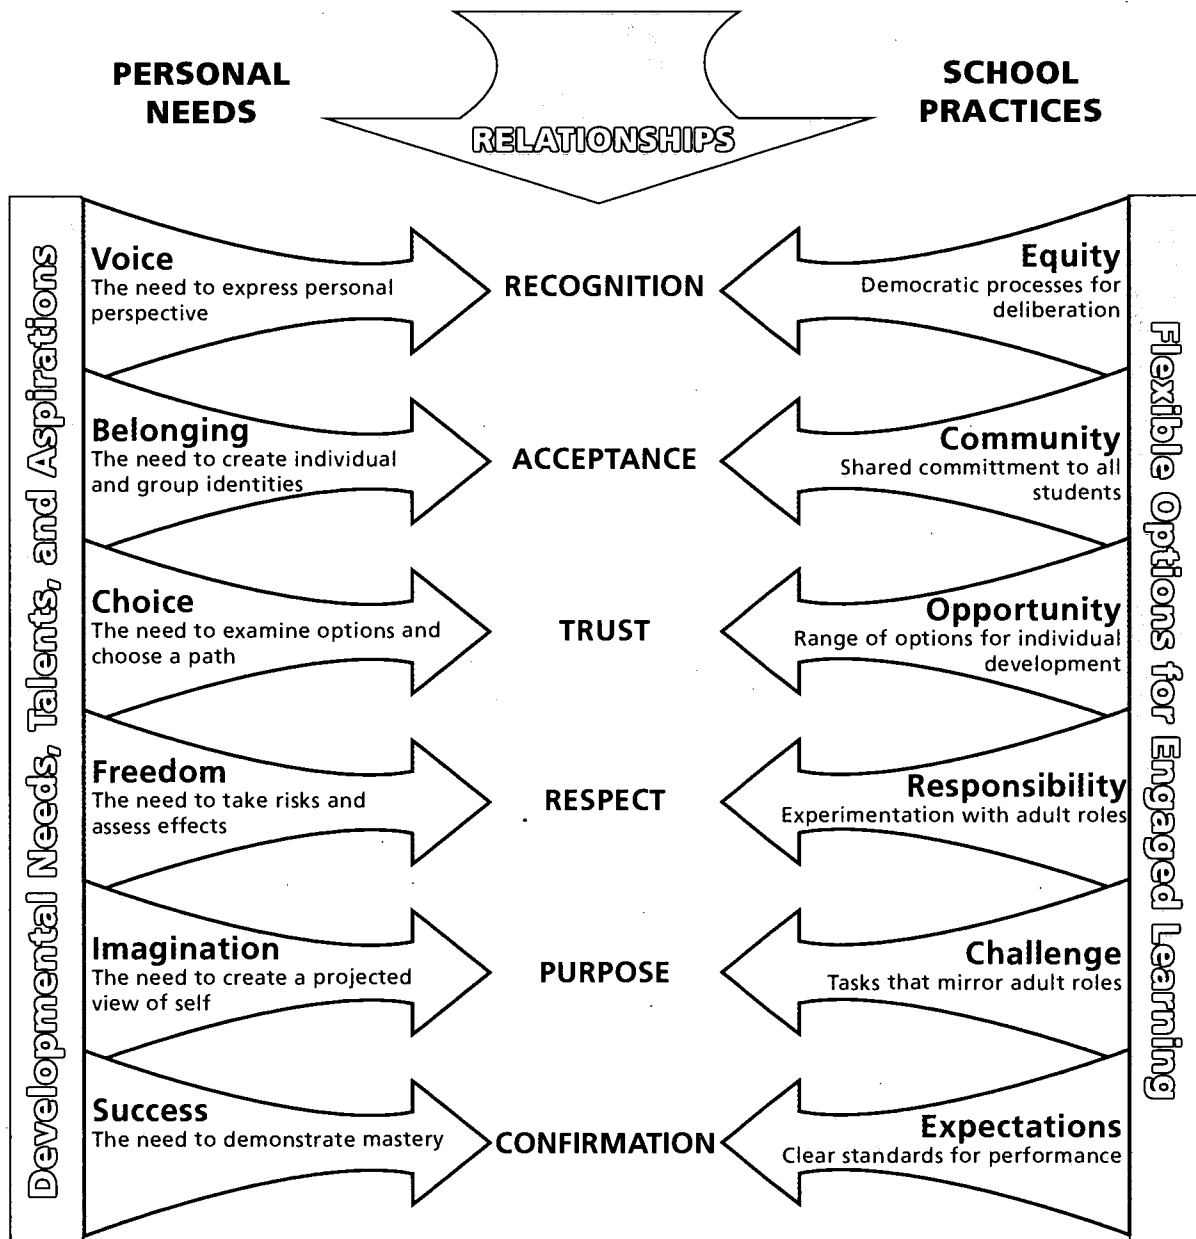 PERSONAL
NEEDS
RELATIONSHIPS
SCHOOL
PRACTICES
Developmental Needs, Talents, and Aspirations
Voice
The need to express personal
perspective
RECOGNITION
Equity
Democratic processes for
deliberation
Belonging
The need to create individual
and group identities
ACCEPTANCE
Community
Shared committment to all
students
Choice
The need to examine options and
choose a path
TRUST
Opportunity
Range of options for individual
development
Freedom
The need to take risks and
assess effects
RESPECT
Responsibility
Experimentation with adult roles
Imagination
The need to create a projected
view of self
PURPOSE
Challenge
Tasks that mirror adult roles
Success
The need to demonstrate mastery
CONFIRMATION
Expectations
Clear standards for performance
Flexible Options for Engaged Learning